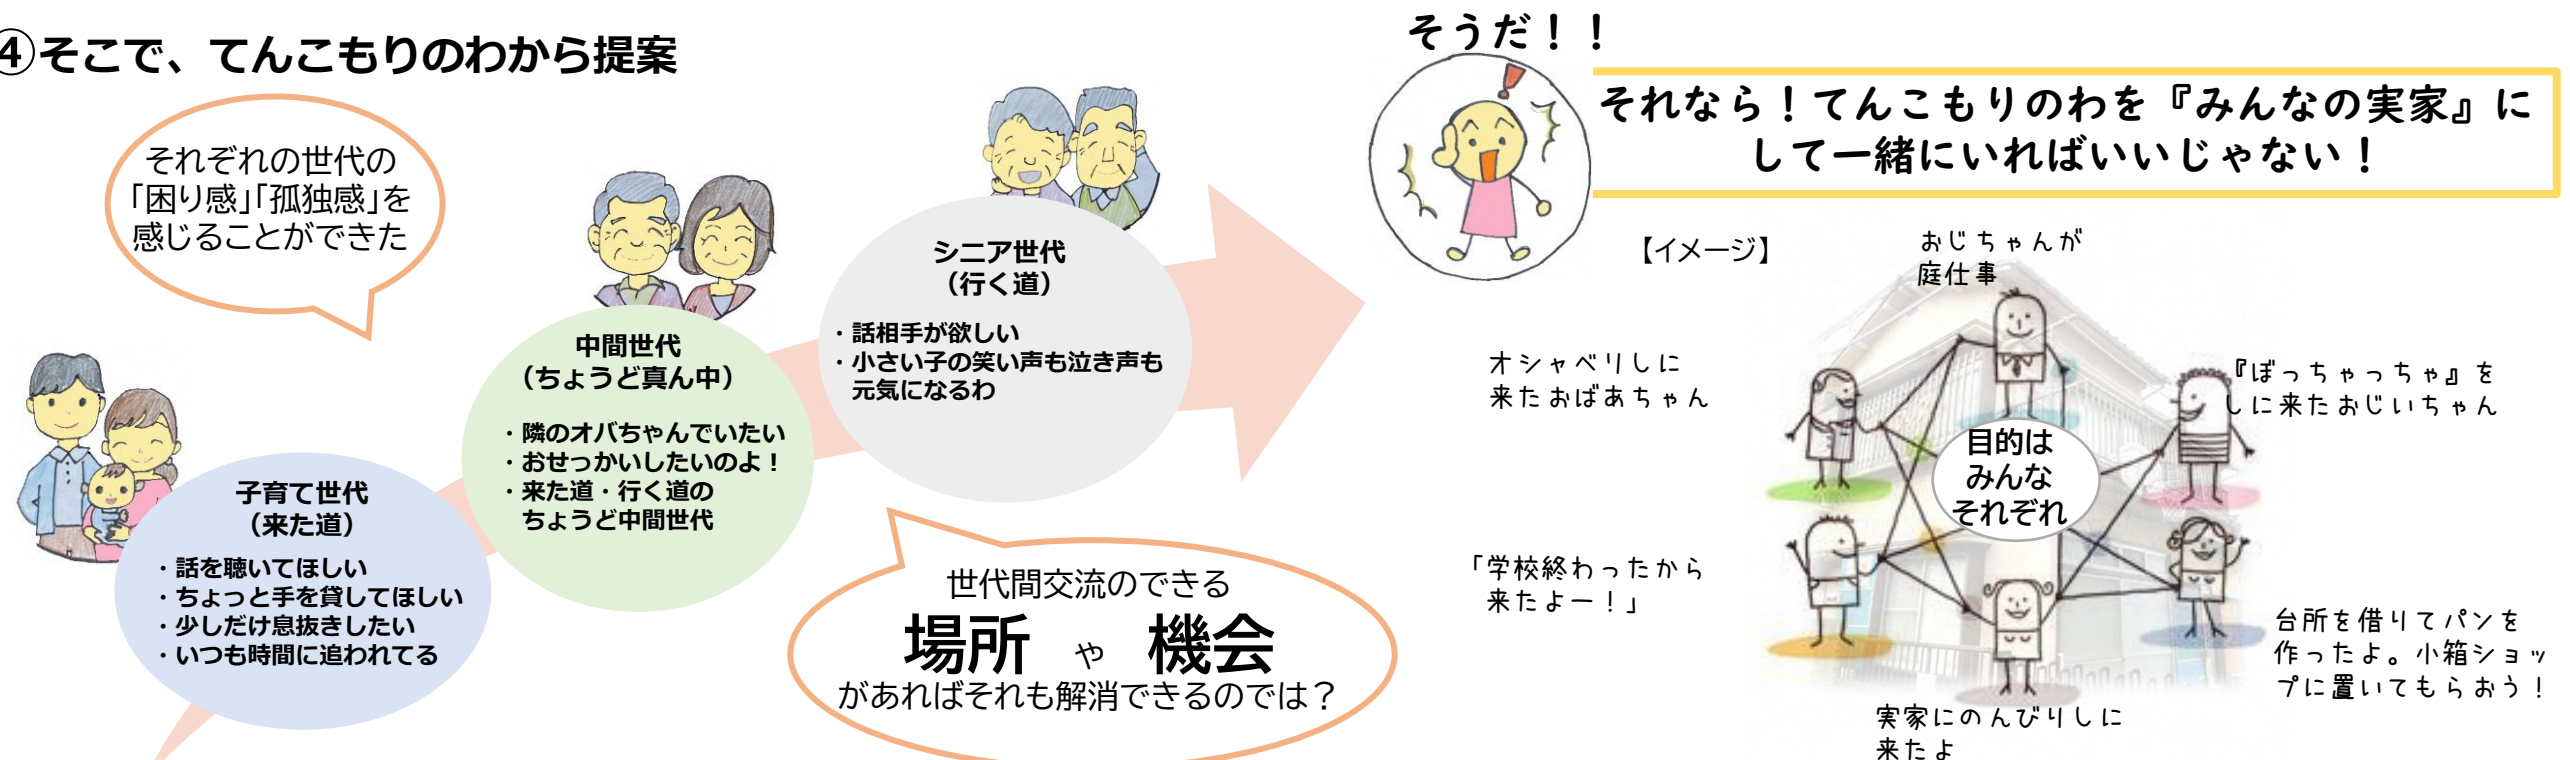 ④そこで、てんこもりのわから提案
それぞれの世代の
「困り感」「孤独感」を
感じることができた
子育て世代
（来た道）
・話を聴いてほしい
・ちょっと手を貸してほしい
・少しだけ息抜きしたい
・いつも時間に追われてる
中間世代
（ちょうど真ん中）
・隣のオバちゃんでいたい
・おせっかいしたいのよ！
・来た道・行く道の
ちょうど中間世代
シニア世代
（行く道）
・話相手が欲しい
・小さい子の笑い声も泣き声も
元気になるわ
世代間交流のできる
場所 や 機会
があればそれも解消できるのでは？
そうだ！！
それなら！てんこもりのわを『みんなの実家』に
して一緒にいればいいじゃない！
【イメージ】
おじちゃんが
庭仕事
オシャベリしに
来たおばあちゃん
『ぼっちゃっちゃ』を
しに来たおじいちゃん
目的は
みんな
それぞれ
「学校終わったから
来たよー！」
台所を借りてパンを
作ったよ。小箱ショッ
プに置いてもらおう！
実家にのんびりしに
来たよ